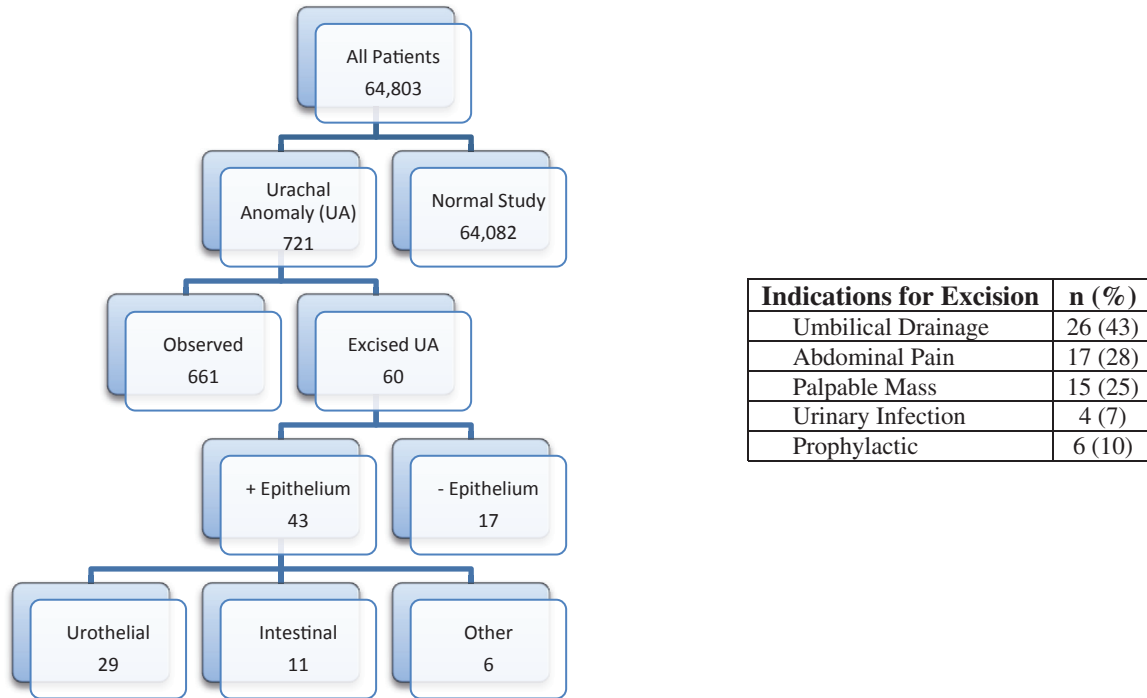 All Patients
64,803
Urachal
Anomaly (UA)
721
Normal Study
64,082
Observed
661
Excised UA
60
+ Epithelium
43
- Epithelium
17
Urothelial
29
Intestinal
11
Other
6
Indications for Excision n (%)
Umbilical Drainage 26 (43)
Abdominal Pain 17 (28)
Palpable Mass 15 (25)
Urinary Infection 4 (7)
Prophylactic 6 (10)